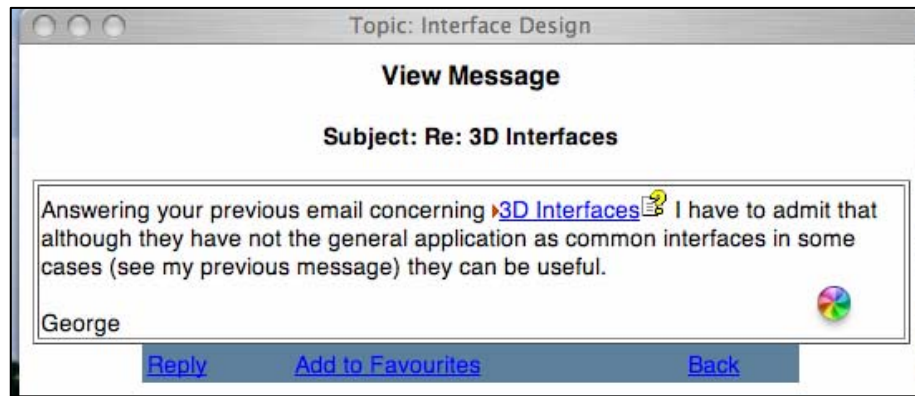 Topic: Interface Design
View Message
Subject: Re: 3D Interfaces
Answering your previous email concerning 3D Interfaces I have to admit that
although they have not the general application as common interfaces in some
cases (see my previous message) they can be useful.
George
Reply Add to Favourites Back